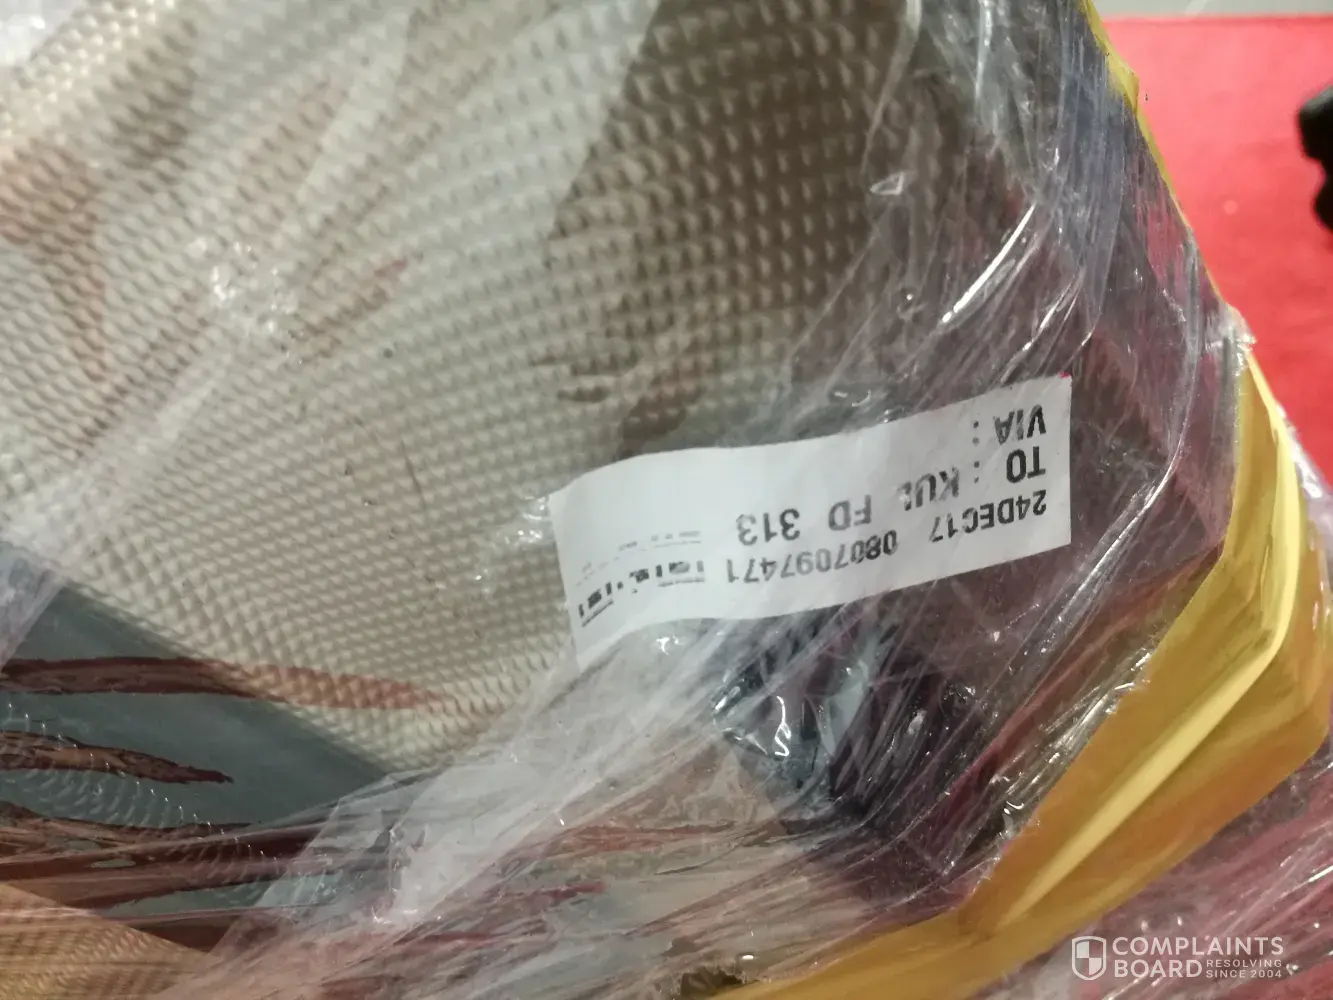 24DEC17 0807097471
TO : KUL FD 313
VIA :
COMPLAINTS
BOARD RESOLVING
SINCE 2004